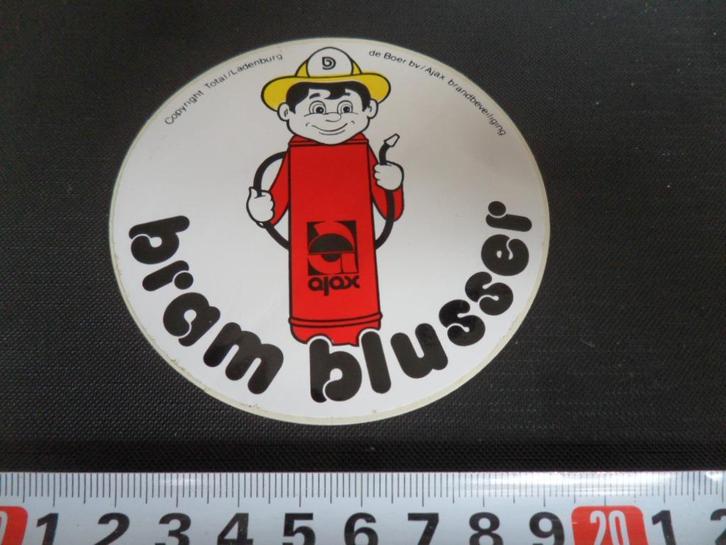 Copyright Total/Ladenburg de Boer bv/Ajax brandbeveiliging
b
a
ajax
bram blusser
1 2 3 4 5 6 7 8 9 20 1 2